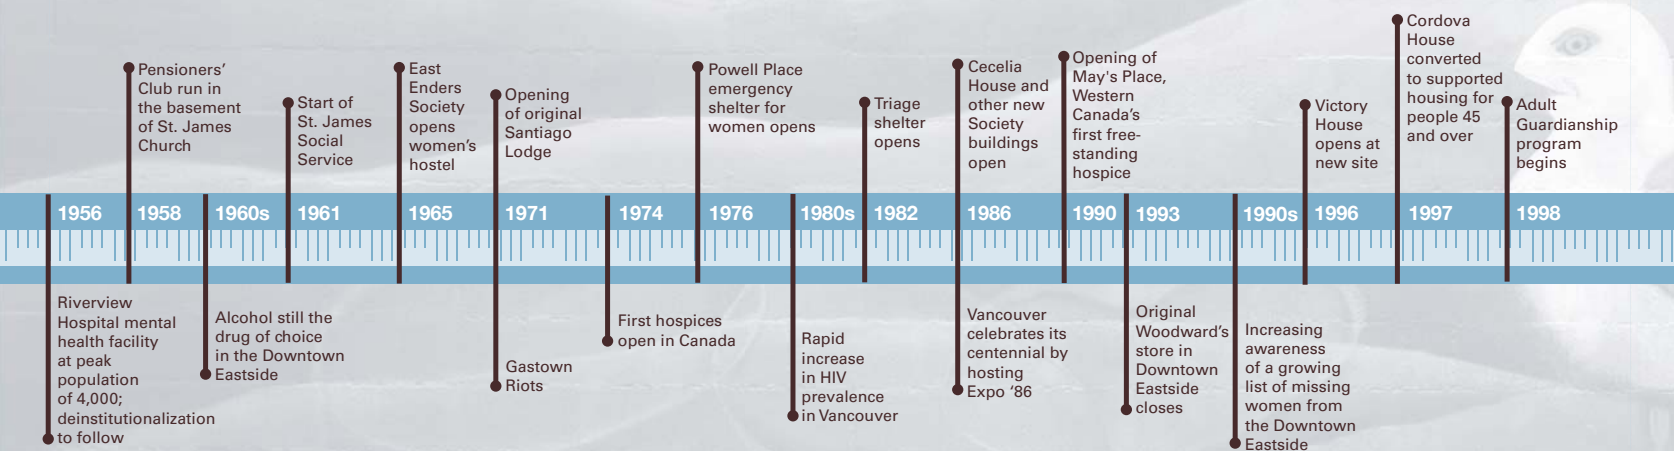 Pensioners’
Club run in
the basement
of St. James
Church
Start of
St. James
Social
Service
East
Enders
Society
opens
women’s
hostel
Opening
of original
Santiago
Lodge
Powell Place
emergency
shelter for
women opens
Triage
shelter
opens
Cecelia
House and
other new
Society
buildings
open
Opening of
May's Place,
Western
Canada’s
first free-
standing
hospice
Victory
House
opens at
new site
Cordova
House
converted
to supported
housing for
people 45
and over
Adult
Guardianship
program
begins
1956 1958 1960s 1961 1965 1971 1974 1976 1980s 1982 1986 1990 1993 1990s 1996 1997 1998
Riverview
Hospital mental
health facility
at peak
population
of 4,000;
deinstitutionalization
to follow
Alcohol still the
drug of choice
in the Downtown
Eastside
Gastown
Riots
First hospices
open in Canada
Rapid
increase
in HIV
prevalence
in Vancouver
Vancouver
celebrates its
centennial by
hosting
Expo ‘86
Original
Woodward’s
store in
Downtown
Eastside
closes
Increasing
awareness
of a growing
list of missing
women from
the Downtown
Eastside